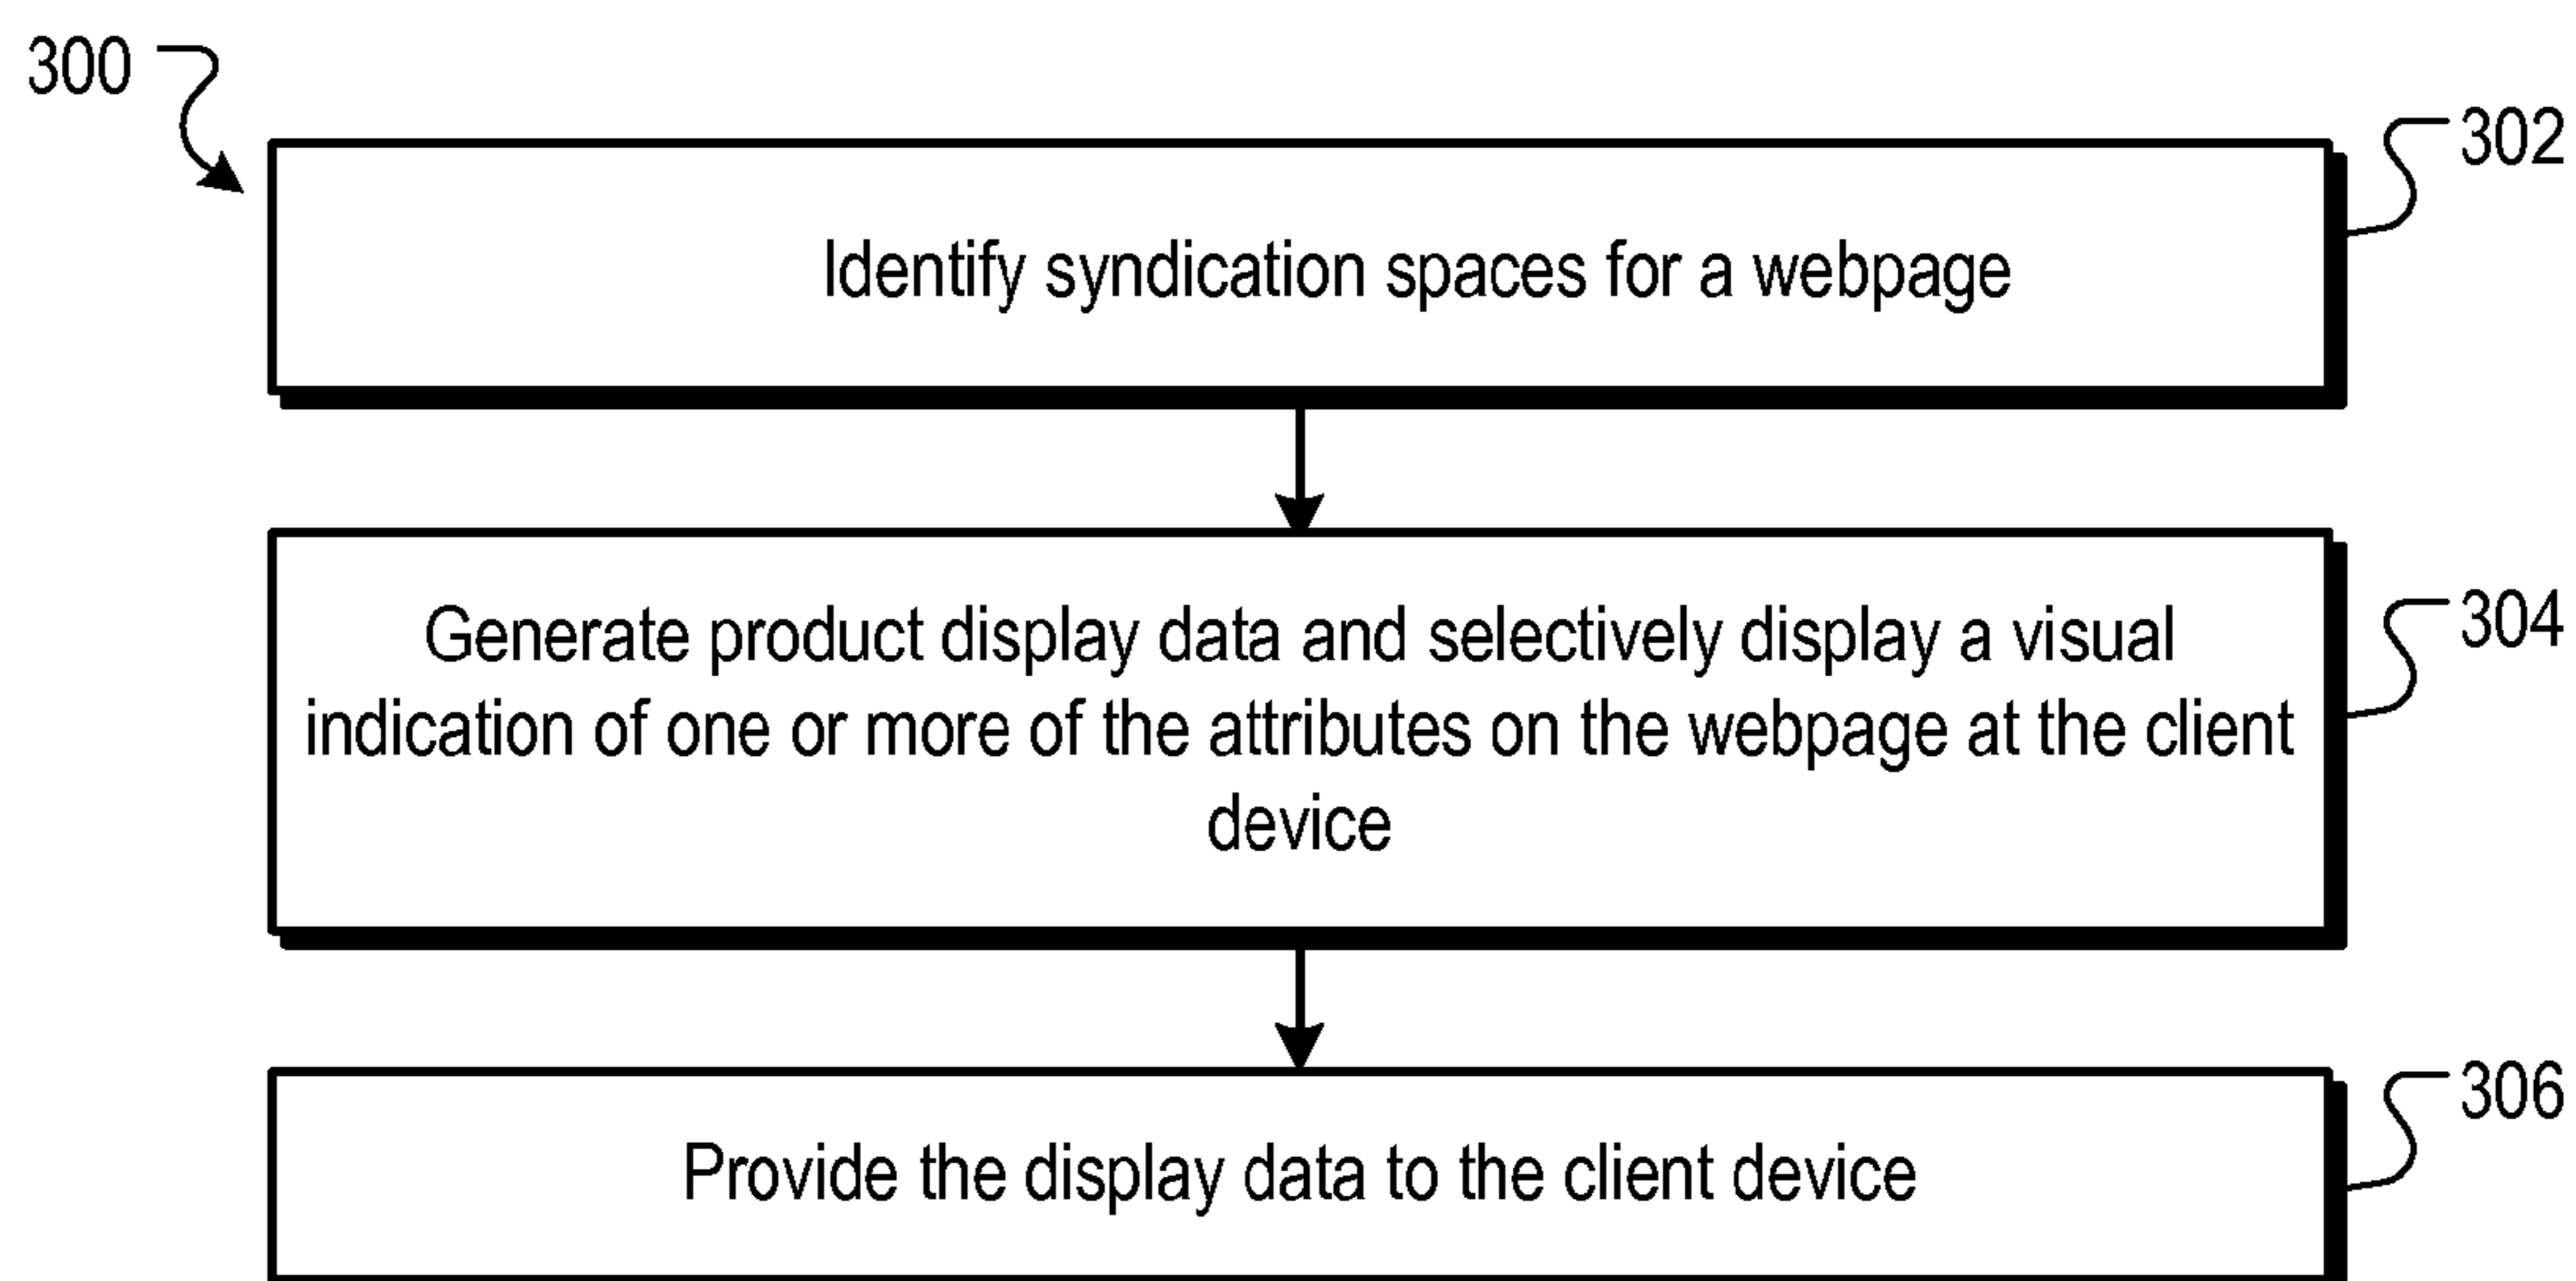 300
302
Identify syndication spaces for a webpage
304
Generate product display data and selectively display a visual
indication of one or more of the attributes on the webpage at the client
device
306
Provide the display data to the client device